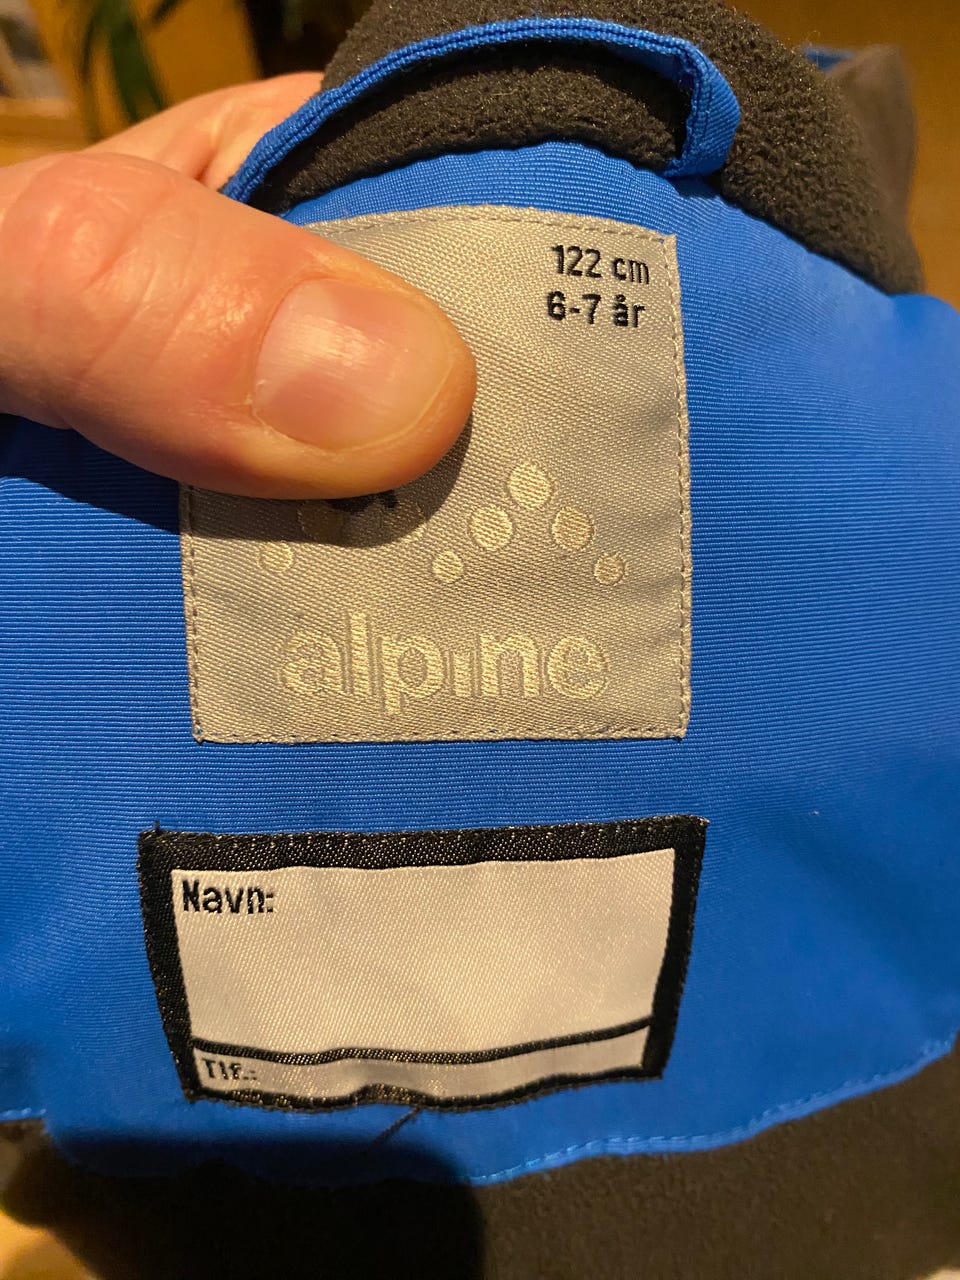 122 cm
6-7 år
alpine
Navn:
Tlf.: